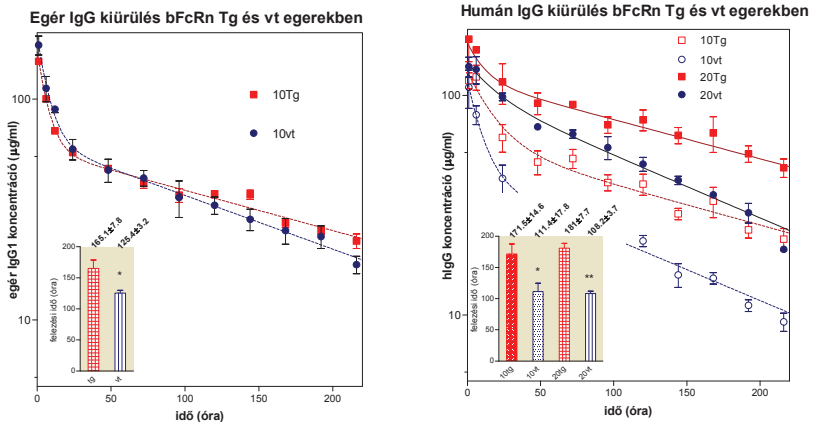 Egér IgG kiürülés bFcRn Tg és vt egerekben
10Tg
10vt
egér IgG1 koncentráció (µg/ml)
100
10
165.1±7.8
125.4±3.2
felezési idő (óra)
200
150
100
50
0
*
tg
vt
0
50
100
150
200
idő (óra)
Humán IgG kiürülés bFcRn Tg és vt egerekben
10Tg
10vt
20Tg
20vt
hIgG koncentráció (µg/ml)
100
10
171.5±14.6
111.4±17.8
181±7.7
108.2±3.7
felezési idő (óra)
200
150
100
50
0
*
**
10tg
10vt
20tg
20vt
0
50
100
150
200
idő (óra)